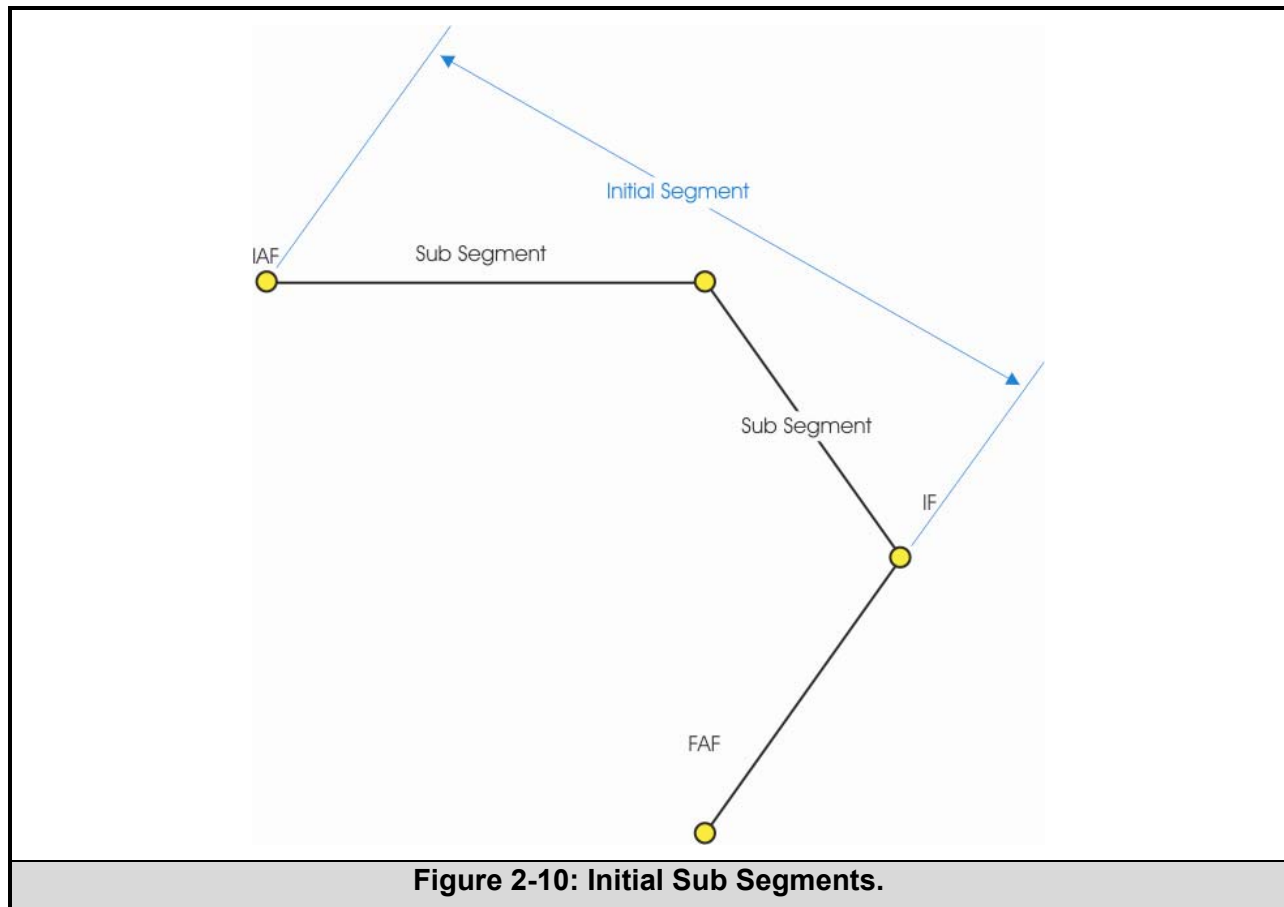 Initial Segment
IAF
Sub Segment
Sub Segment
IF
FAF
Figure 2-10: Initial Sub Segments.